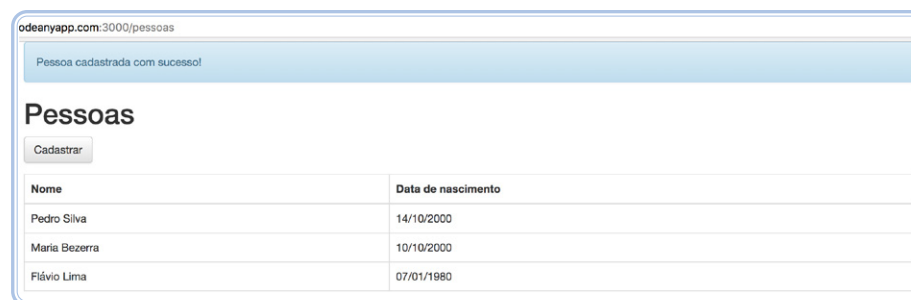 odeanyapp.com:3000/pessoas
Pessoa cadastrada com sucesso!
Pessoas
Cadastrar
Nome Data de nascimento
Pedro Silva 14/10/2000
Maria Bezerra 10/10/2000
Flávio Lima 07/01/1980